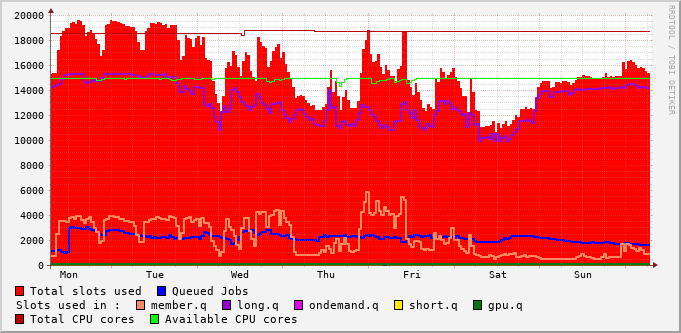 20000
18000
16000
14000
12000
10000
8000
6000
4000
2000
0
Mon Tue Wed Thu Fri Sat Sun
RRDTOOL / TOBI OETIKER
Total slots used Queued Jobs
Slots used in : member.q long.q ondemand.q short.q gpu.q
Total CPU cores Available CPU cores